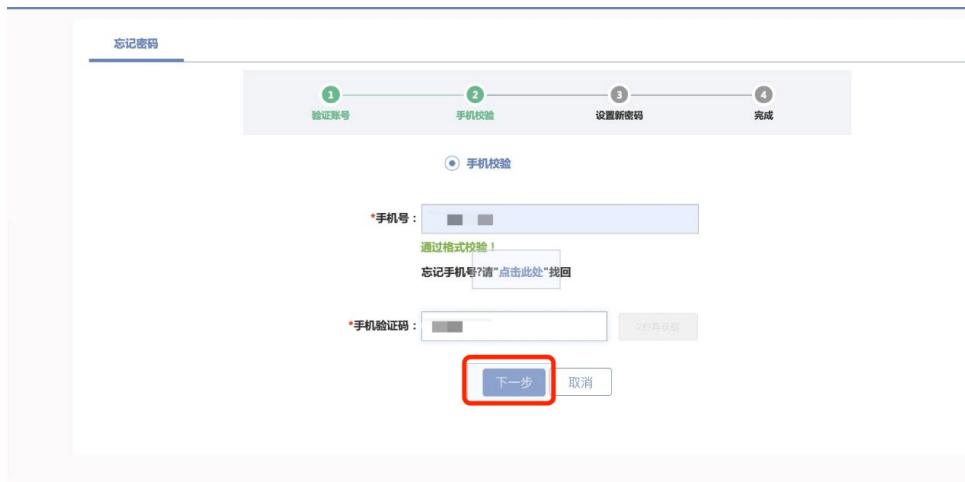 忘记密码
1 2 3 4
验证账号 手机校验 设置新密码 完成
手机校验
*手机号：
通过格式校验！
忘记手机号?请"点击此处"找回
*手机验证码：
下一步 取消